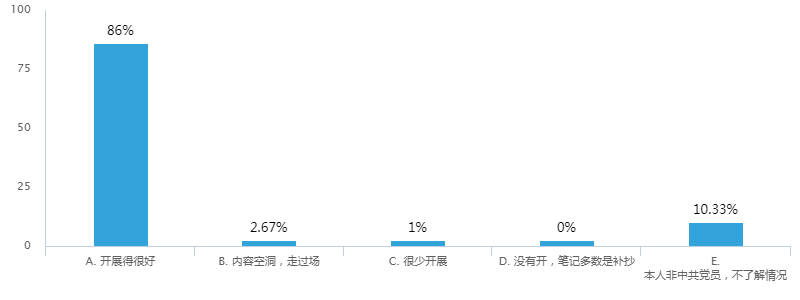 100
75
50
25
0
86%
2.67%
1%
0%
10.33%
A. 开展得很好
B. 内容空洞，走过场
C. 很少开展
D. 没有开，笔记多数是补抄
E.
本人非中共党员，不了解情况